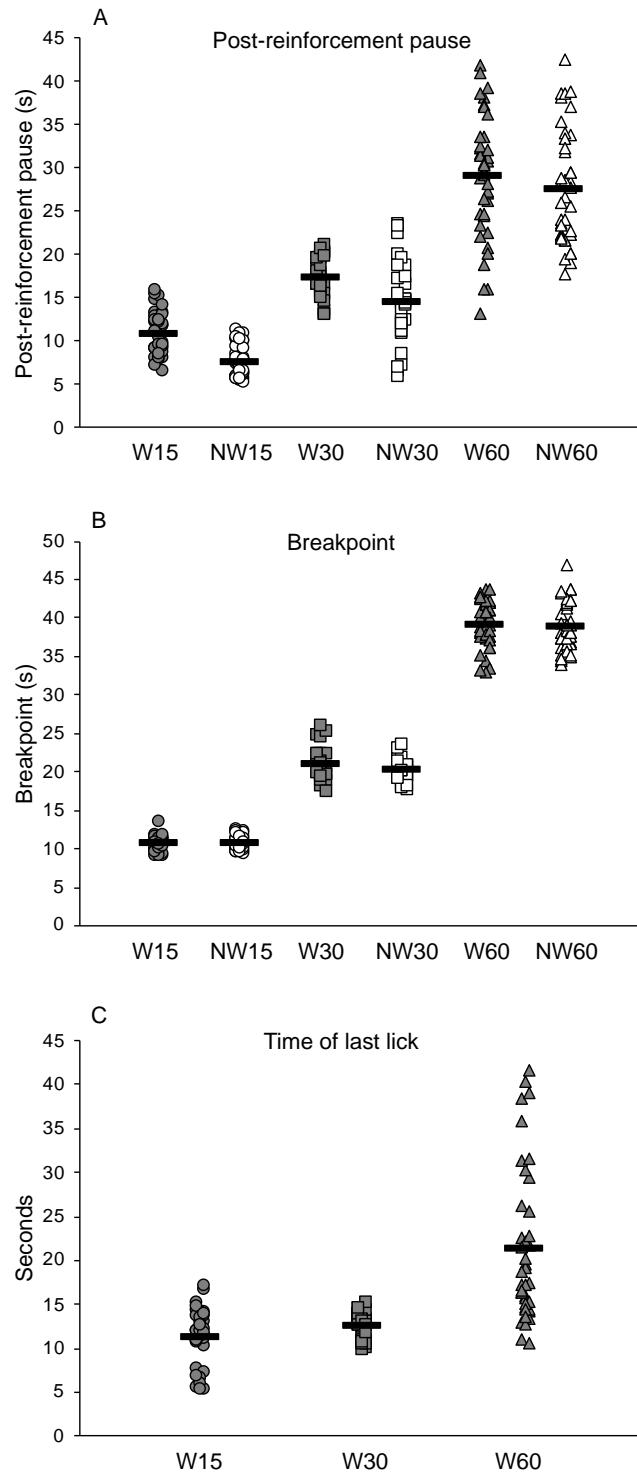 A
Post-reinforcement pause
Post-reinforcement pause (s)
45
40
35
30
25
20
15
10
5
0
W15 NW15 W30 NW30 W60 NW60
B
Breakpoint
Breakpoint (s)
50
45
40
35
30
25
20
15
10
5
0
W15 NW15 W30 NW30 W60 NW60
C
Time of last lick
Seconds
45
40
35
30
25
20
15
10
5
0
W15 W30 W60